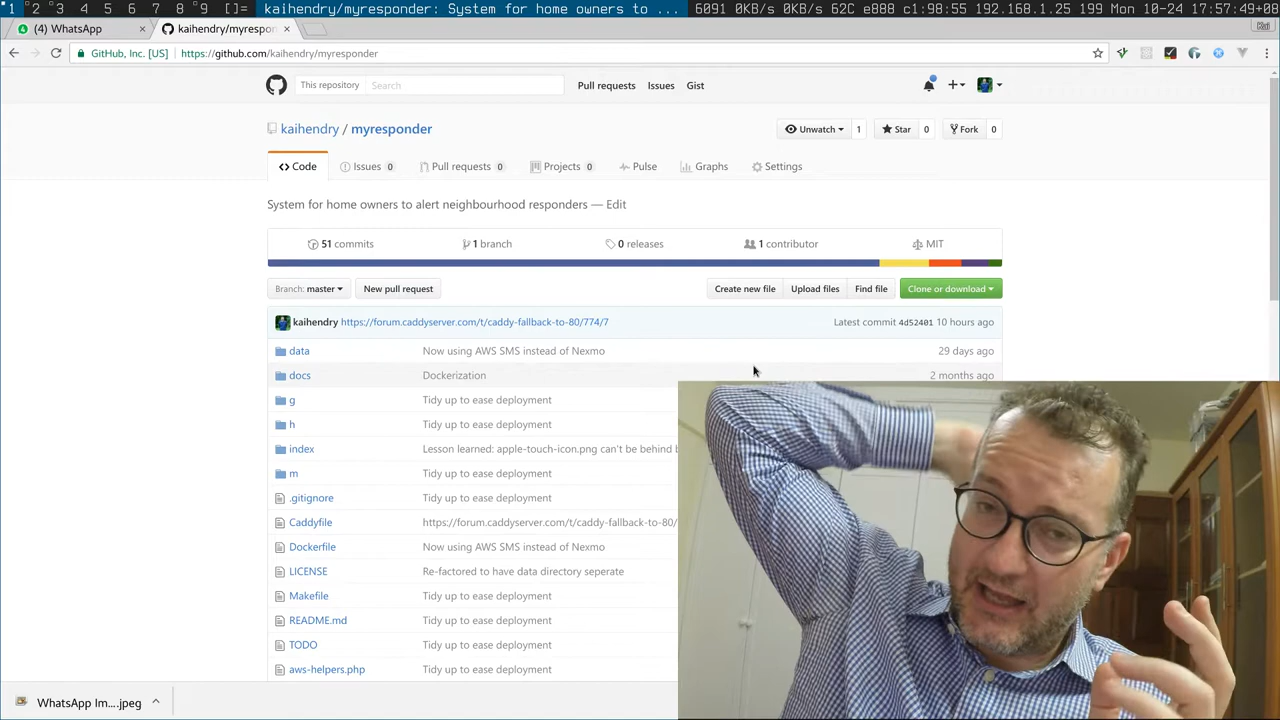 1 2 3 4 5 6 7 8 9 []= kaihendry/myresponder: System for home owners to ... 6091 0KB/s 0KB/s 62C e888 c1:98:55 192.168.1.25 199 Mon 10-24 17:57:49+08
(4) WhatsApp × kaihendry/myrespon × Kai
GitHub, Inc. [US] https://github.com/kaihendry/myresponder
This repository Search Pull requests Issues Gist
kaihendry / myresponder Unwatch 1 Star 0 Fork 0
Code Issues 0 Pull requests 0 Projects 0 Pulse Graphs Settings
System for home owners to alert neighbourhood responders — Edit
51 commits 1 branch 0 releases 1 contributor MIT
Branch: master New pull request Create new file Upload files Find file Clone or download
kaihendry https://forum.caddyserver.com/t/caddy-fallback-to-80/774/7 Latest commit 4d52401 10 hours ago
data Now using AWS SMS instead of Nexmo 29 days ago
docs Dockerization 2 months ago
g Tidy up to ease deployment
h Tidy up to ease deployment
index Lesson learned: apple-touch-icon.png can't be behind b
m Tidy up to ease deployment
.gitignore Tidy up to ease deployment
Caddyfile https://forum.caddyserver.com/t/caddy-fallback-to-80/
Dockerfile Now using AWS SMS instead of Nexmo
LICENSE Re-factored to have data directory seperate
Makefile Tidy up to ease deployment
README.md Tidy up to ease deployment
TODO Tidy up to ease deployment
aws-helpers.php Tidy up to ease deployment
WhatsApp Im....jpeg